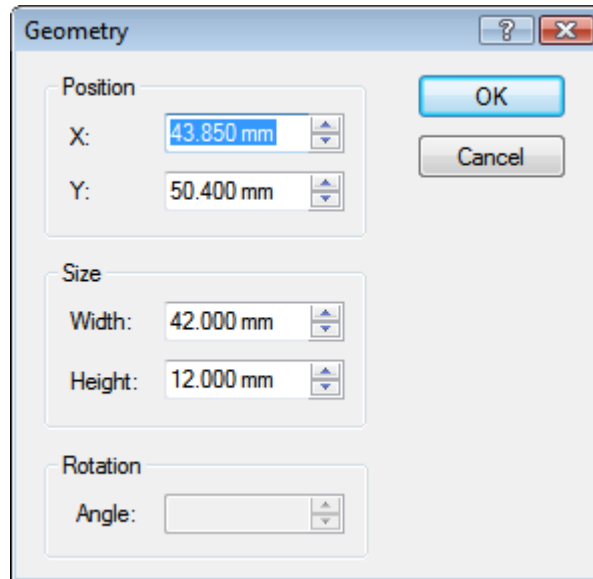 Geometry
Position
X: 43.850 mm
Y: 50.400 mm
OK
Cancel
Size
Width: 42.000 mm
Height: 12.000 mm
Rotation
Angle: